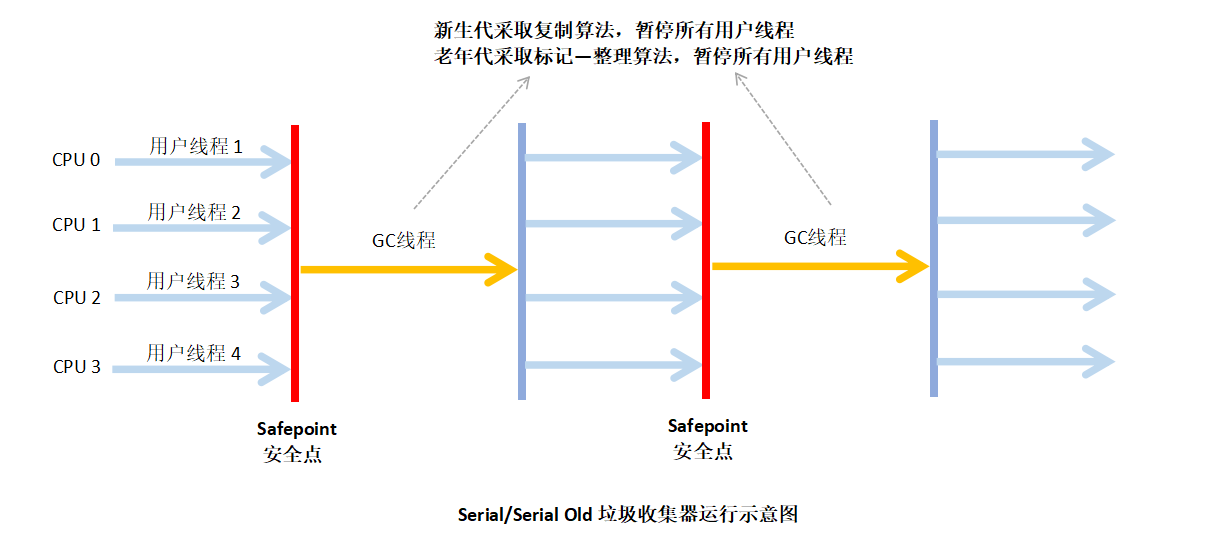 新生代采取复制算法，暂停所有用户线程
老年代采取标记—整理算法，暂停所有用户线程
CPU 0
用户线程 1
CPU 1
用户线程 2
CPU 2
用户线程 3
CPU 3
用户线程 4
GC线程
GC线程
Safepoint
安全点
Safepoint
安全点
Serial/Serial Old 垃圾收集器运行示意图